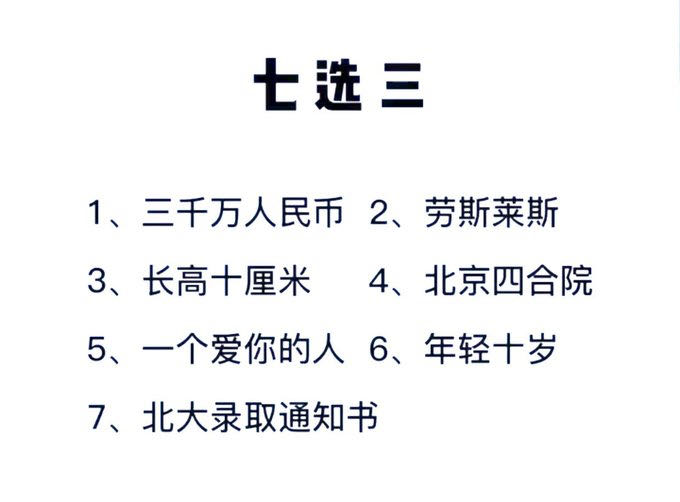 七选三
1、三千万人民币 2、劳斯莱斯
3、长高十厘米 4、北京四合院
5、一个爱你的人 6、年轻十岁
7、北大录取通知书